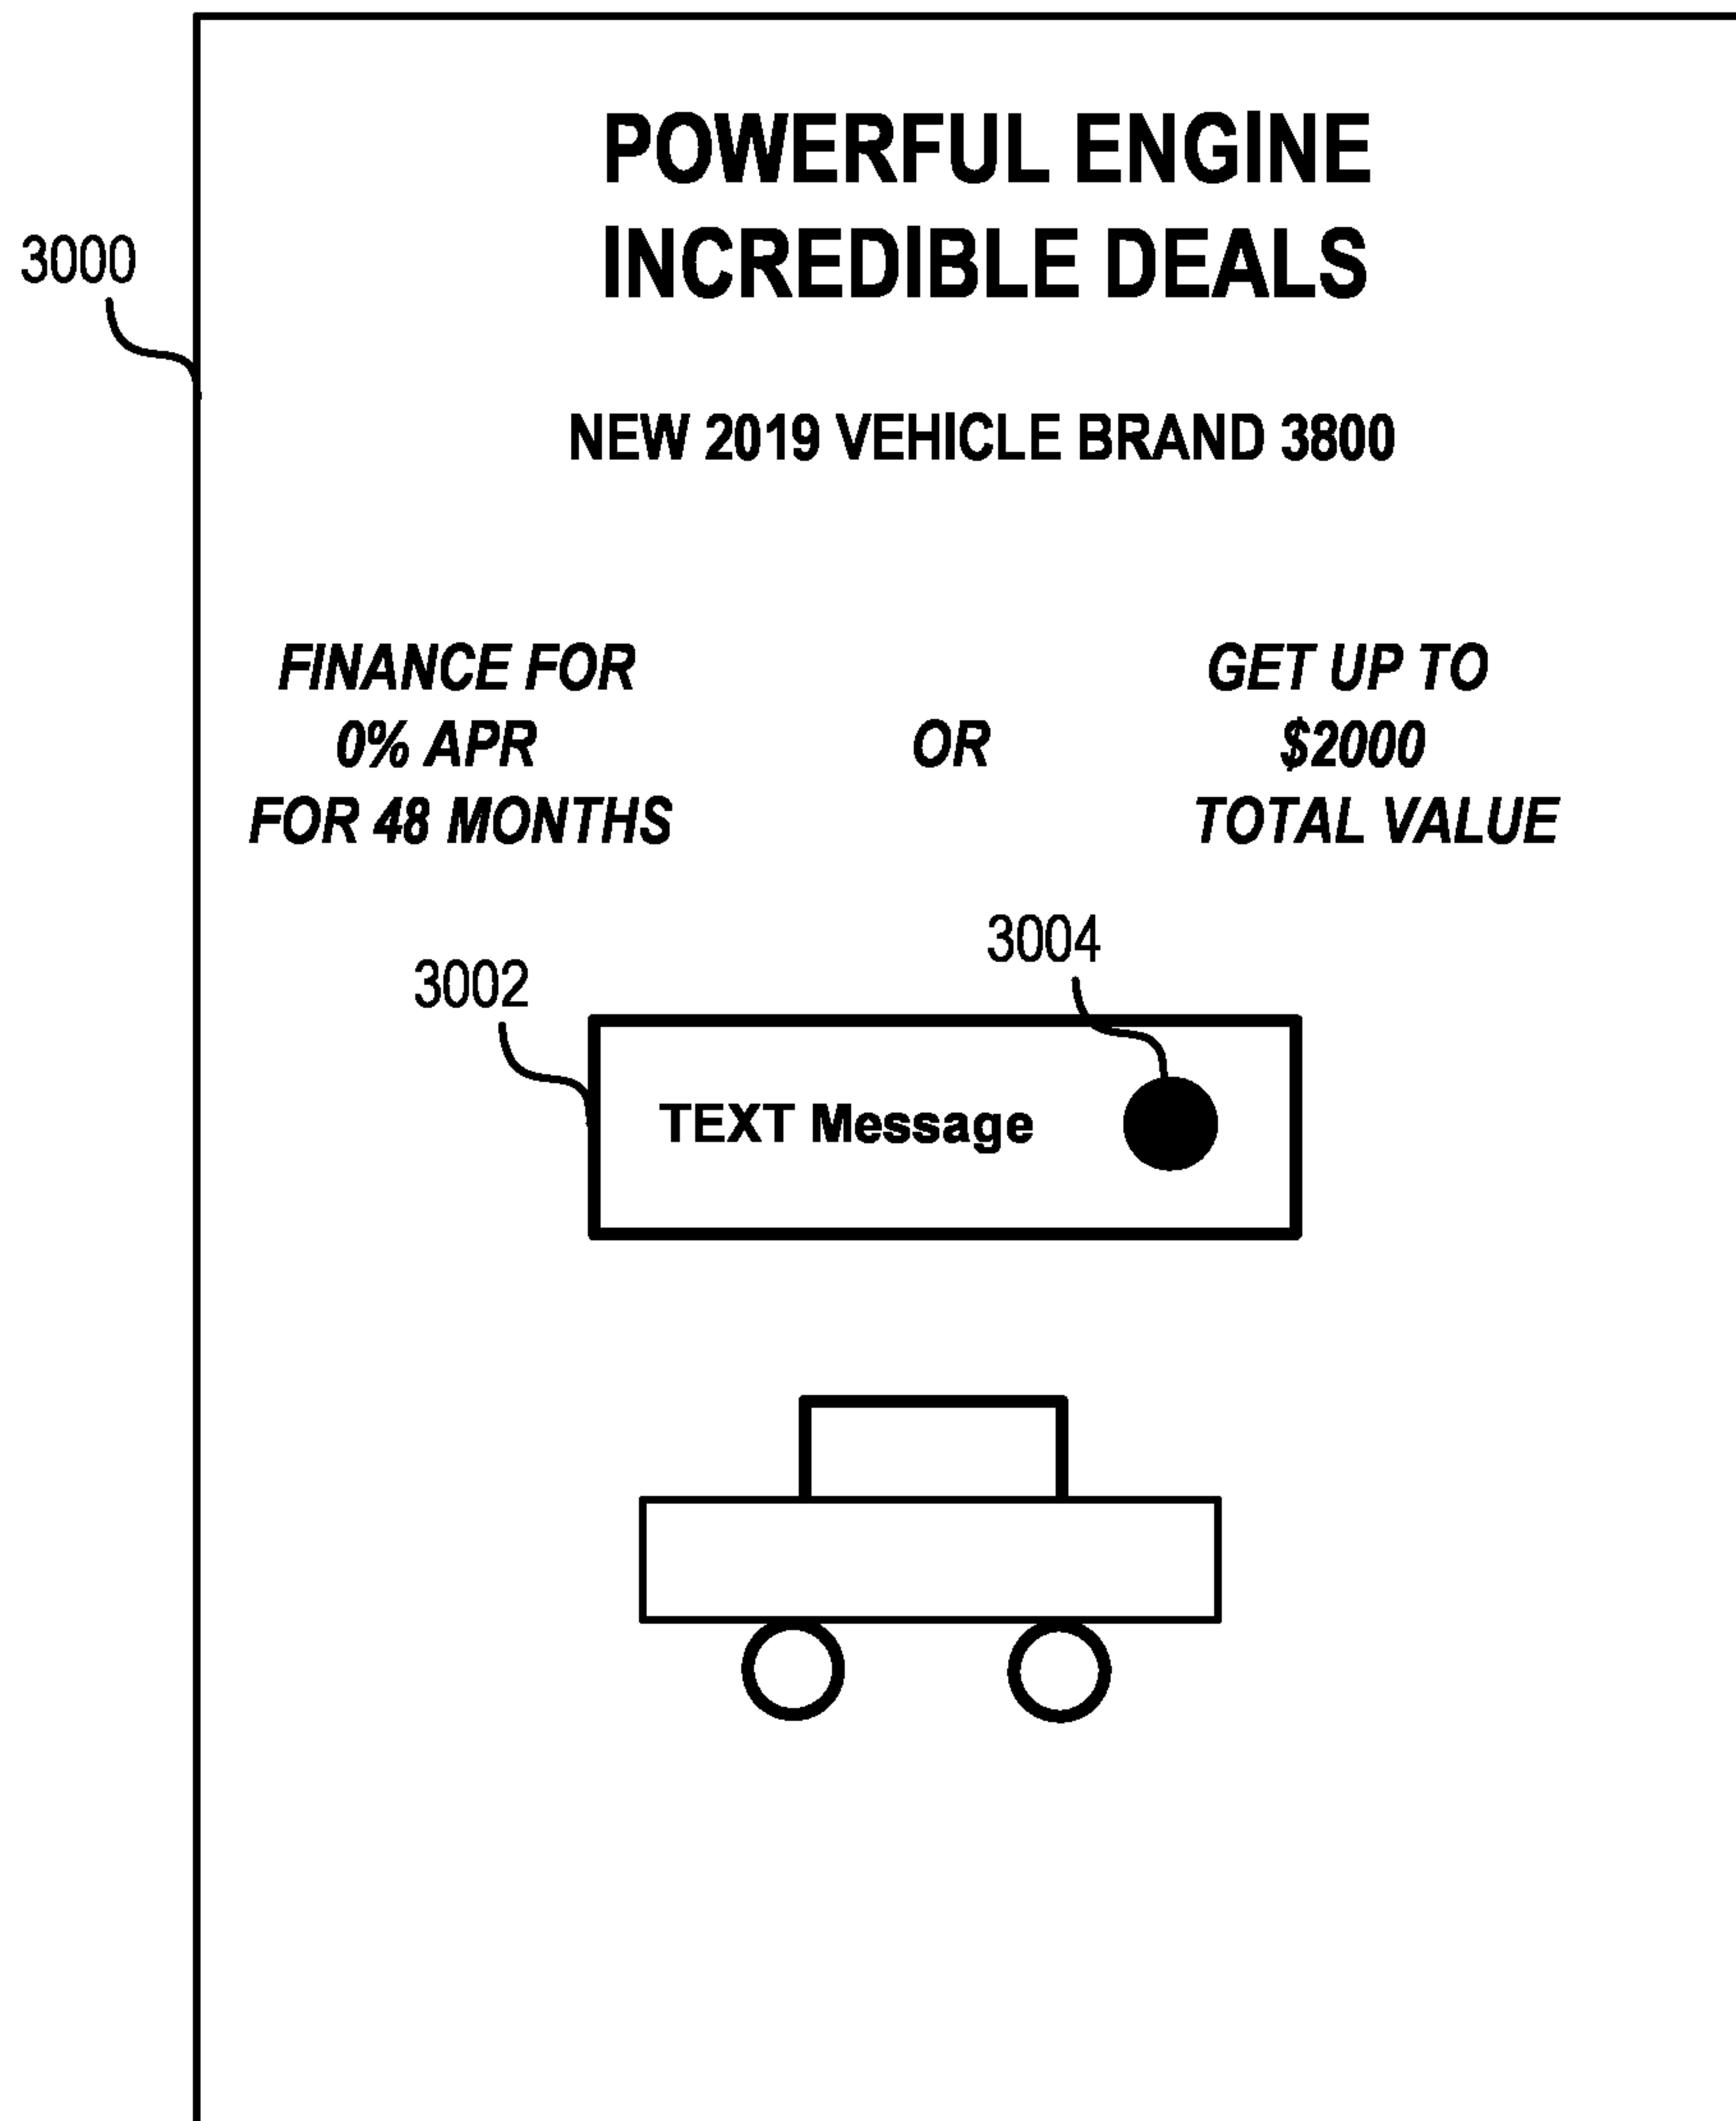 POWERFUL ENGINE
INCREDIBLE DEALS
3000
NEW 2019 VEHICLE BRAND 3800
FINANCE FOR
0% APR
FOR 48 MONTHS
OR
GET UP TO
$2000
TOTAL VALUE
3002
3004
TEXT Message